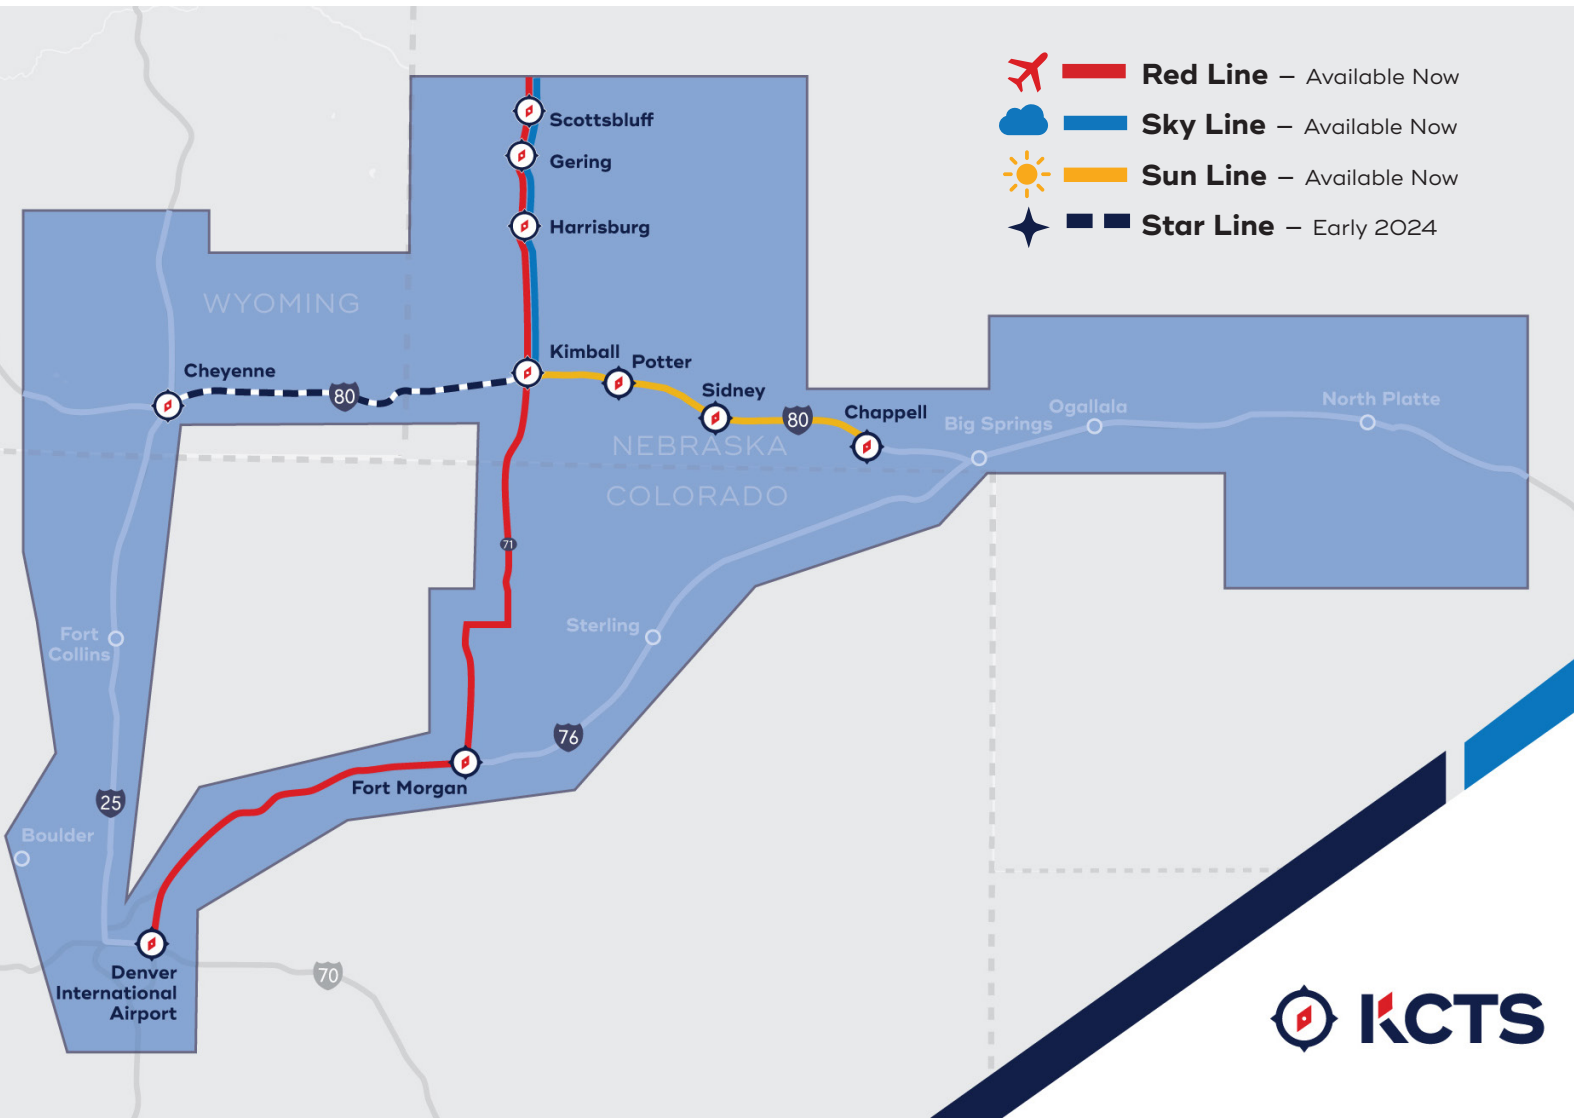 Red Line – Available Now
Sky Line – Available Now
Sun Line – Available Now
Star Line – Early 2024
Scottsbluff
Gering
Harrisburg
WYOMING
Kimball
Potter
Cheyenne
80
Sidney
80
Chappell
Big Springs
Ogallala
North Platte
NEBRASKA
COLORADO
71
Fort
Collins
Sterling
76
Fort Morgan
25
Boulder
70
Denver
International
Airport
KCTS